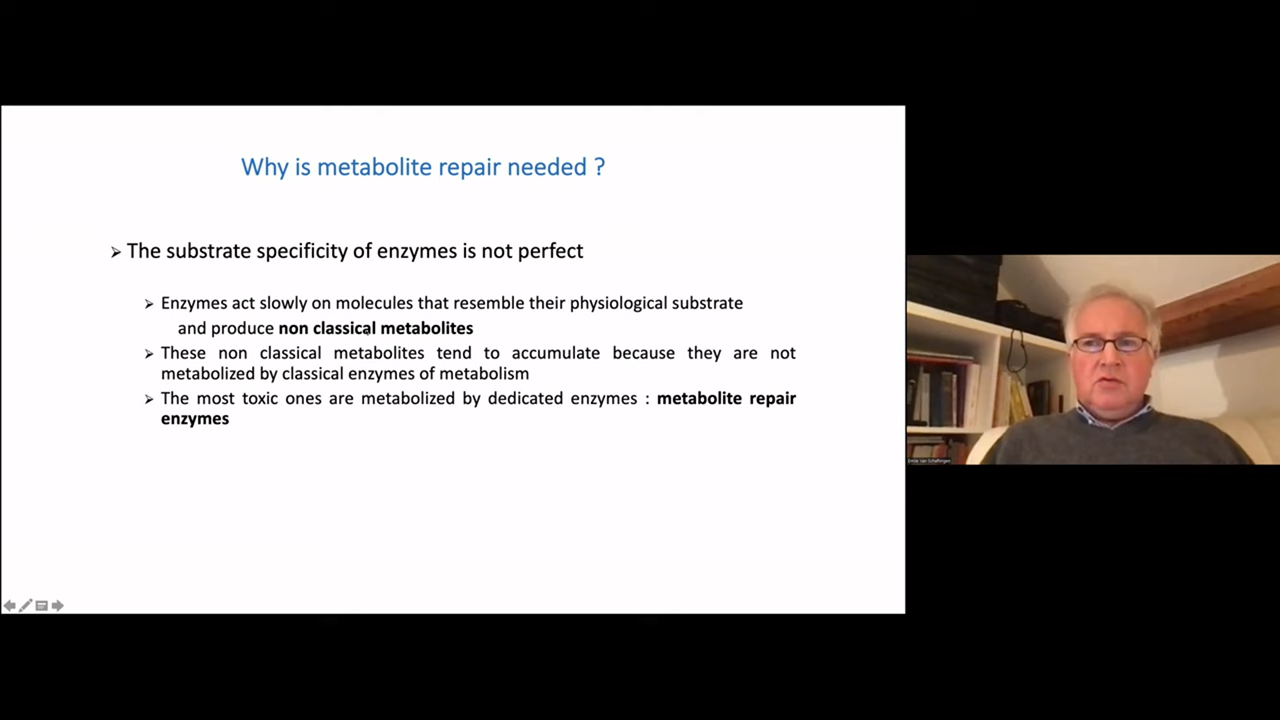 Why is metabolite repair needed ?
➢ The substrate specificity of enzymes is not perfect
➢ Enzymes act slowly on molecules that resemble their physiological substrate
and produce non classical metabolites
➢ These non classical metabolites tend to accumulate because they are not
metabolized by classical enzymes of metabolism
➢ The most toxic ones are metabolized by dedicated enzymes : metabolite repair
enzymes
Emile Van Schaftingen